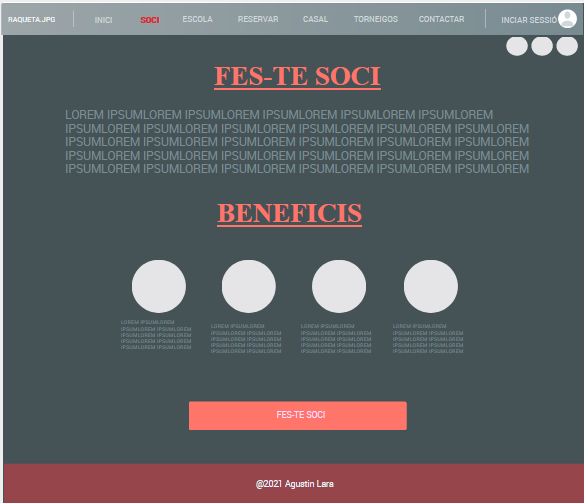 RAQUETA.JPG INICI SOCI ESCOLA RESERVAR CASAL TORNEIGOS CONTACTAR INCIAR SESSIÓ
FES-TE SOCI
LOREM IPSUMLOREM IPSUMLOREM IPSUMLOREM IPSUMLOREM
IPSUMLOREM IPSUMLOREM IPSUMLOREM IPSUMLOREM IPSUMLOREM
IPSUMLOREM IPSUMLOREM IPSUMLOREM IPSUMLOREM IPSUMLOREM
IPSUMLOREM IPSUMLOREM IPSUMLOREM IPSUMLOREM IPSUMLOREM
IPSUMLOREM IPSUMLOREM IPSUMLOREM IPSUMLOREM IPSUMLOREM
BENEFICIS
LOREM IPSUMLOREM
IPSUMLOREM IPSUMLOREM
IPSUMLOREM IPSUMLOREM
IPSUMLOREM IPSUMLOREM
IPSUMLOREM IPSUMLOREM
LOREM IPSUMLOREM
IPSUMLOREM IPSUMLOREM
IPSUMLOREM IPSUMLOREM
IPSUMLOREM IPSUMLOREM
IPSUMLOREM IPSUMLOREM
LOREM IPSUMLOREM
IPSUMLOREM IPSUMLOREM
IPSUMLOREM IPSUMLOREM
IPSUMLOREM IPSUMLOREM
IPSUMLOREM IPSUMLOREM
LOREM IPSUMLOREM
IPSUMLOREM IPSUMLOREM
IPSUMLOREM IPSUMLOREM
IPSUMLOREM IPSUMLOREM
IPSUMLOREM IPSUMLOREM
FES-TE SOCI
@2021 Agustin Lara